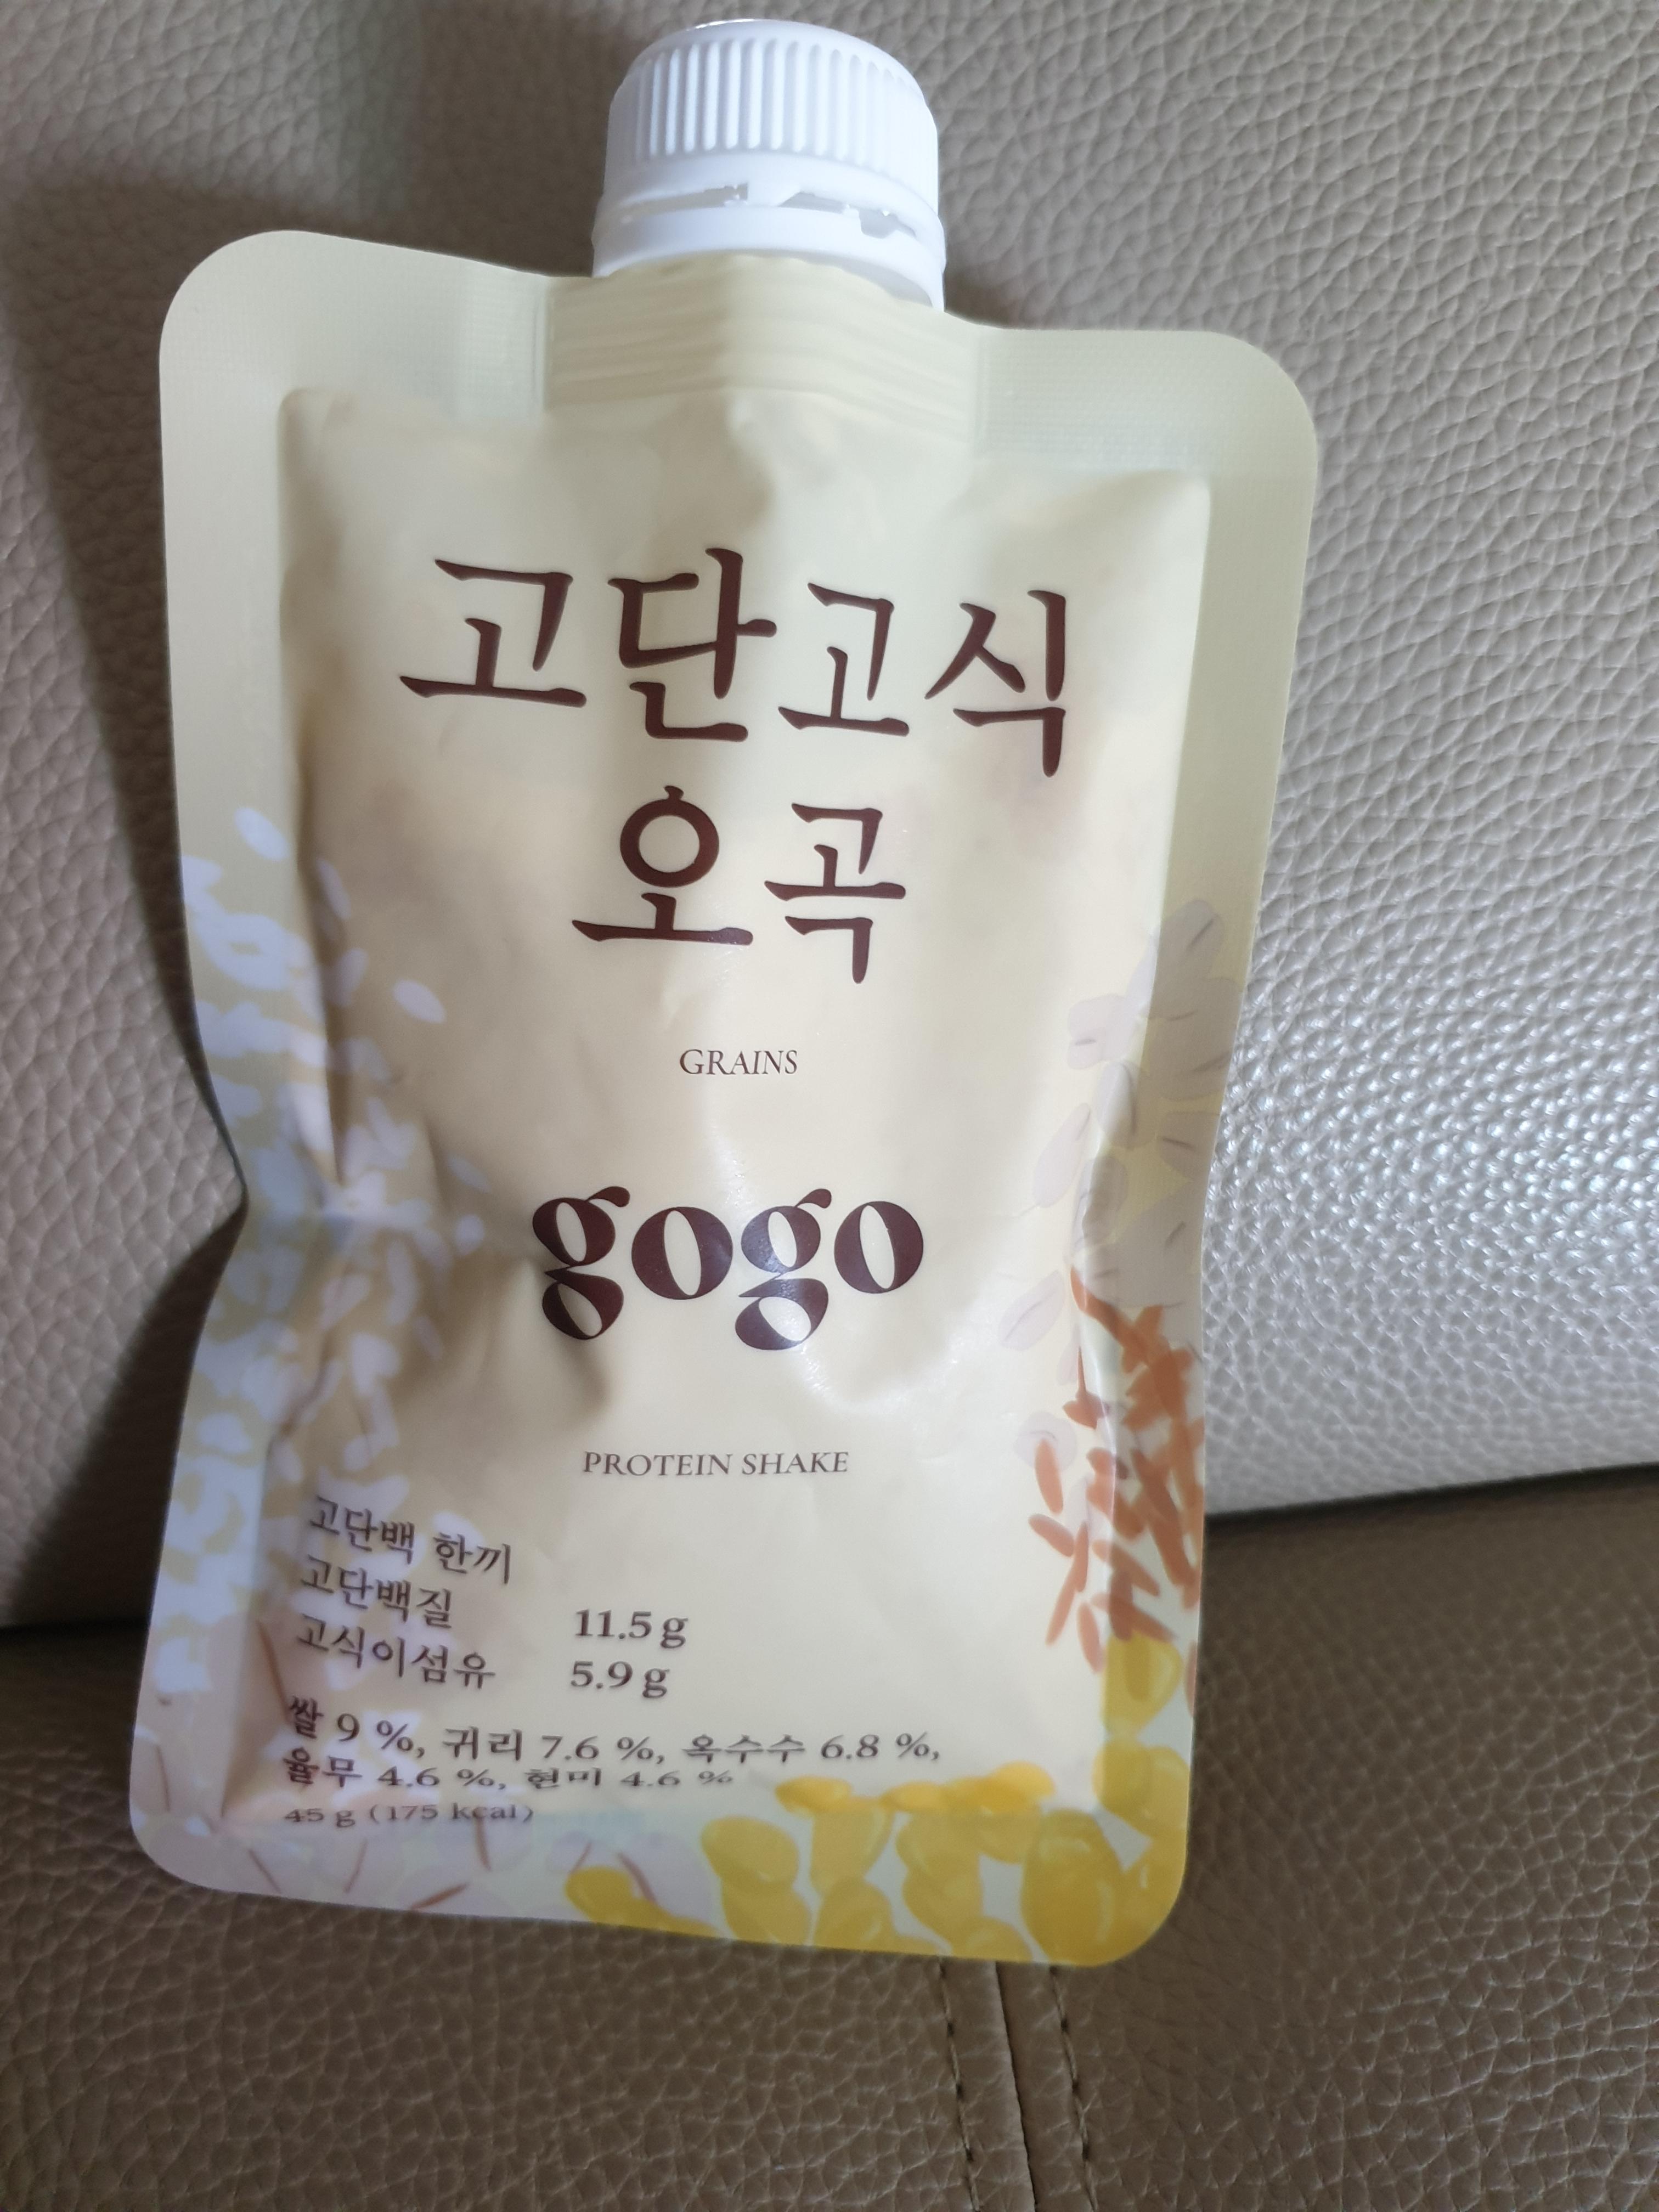 고단고식
오곡
GRAINS
gogo
PROTEIN SHAKE
고단백 한끼
고단백질 11.5 g
고식이섬유 5.9 g
쌀 9 %, 귀리 7.6 %, 옥수수 6.8 %,
율무 4.6 %, 현미 4.6 %
45 g (175 kcal)